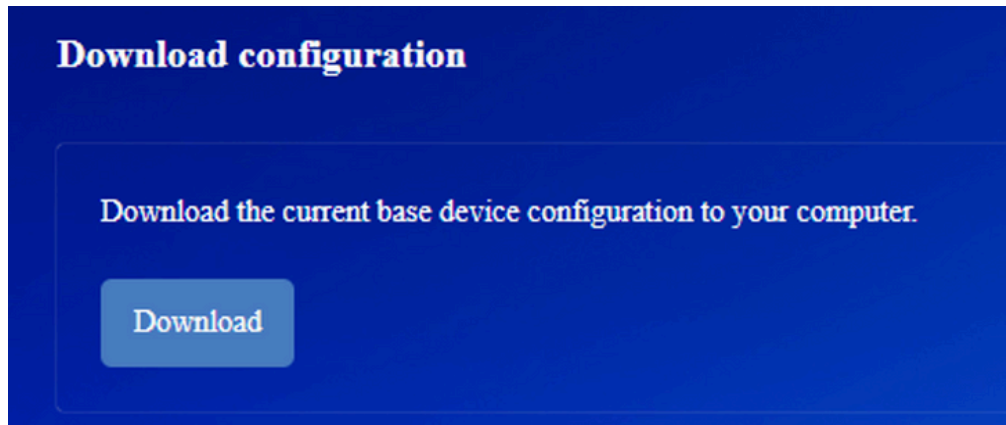 Download configuration
Download the current base device configuration to your computer.
Download